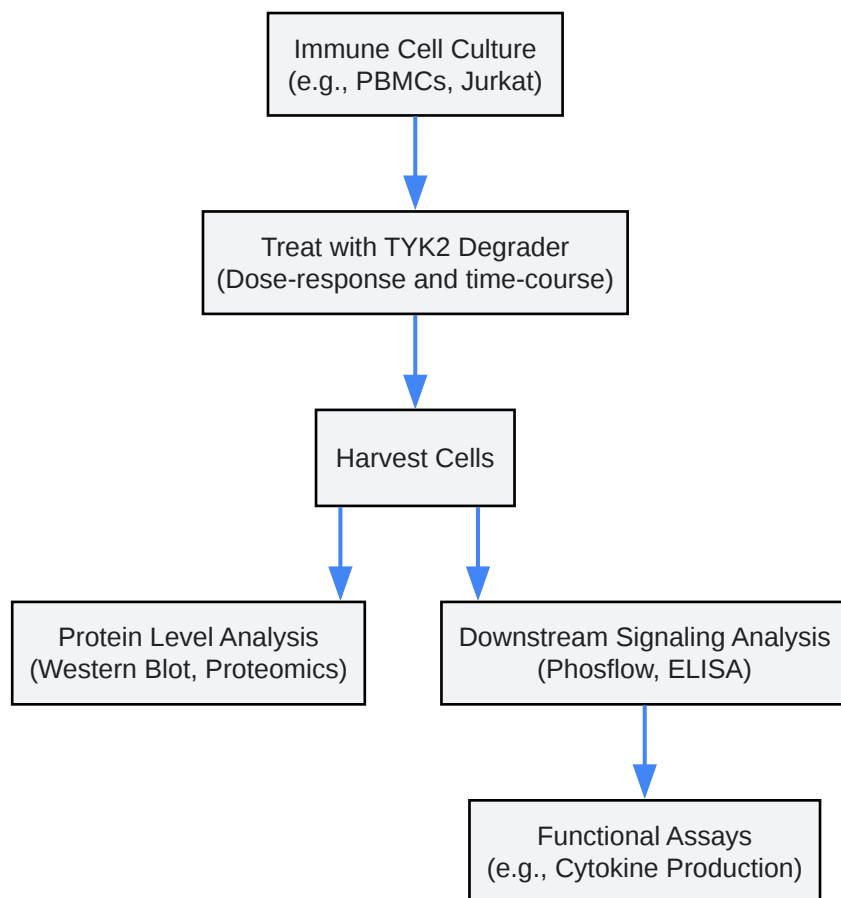 Immune Cell Culture
(e.g., PBMCs, Jurkat)
Treat with TYK2 Degrader
(Dose-response and time-course)
Harvest Cells
Protein Level Analysis
(Western Blot, Proteomics)
Downstream Signaling Analysis
(Phosflow, ELISA)
Functional Assays
(e.g., Cytokine Production)